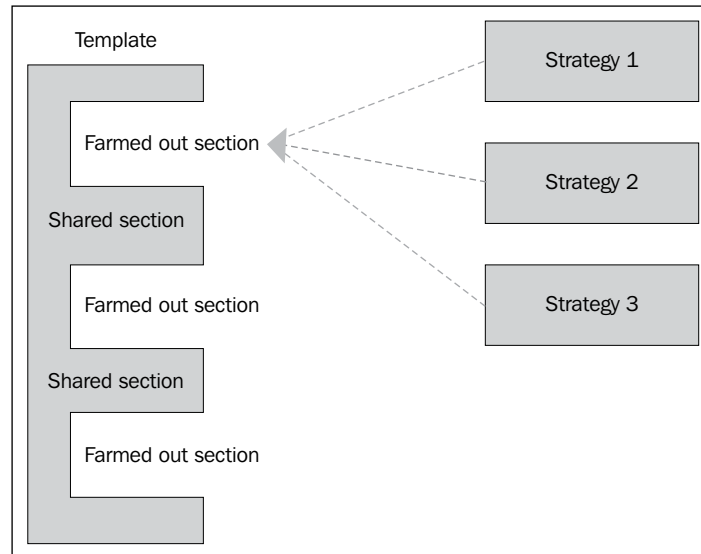 Template
Strategy 1
Farmed out section
Strategy 2
Shared section
Farmed out section
Strategy 3
Shared section
Farmed out section